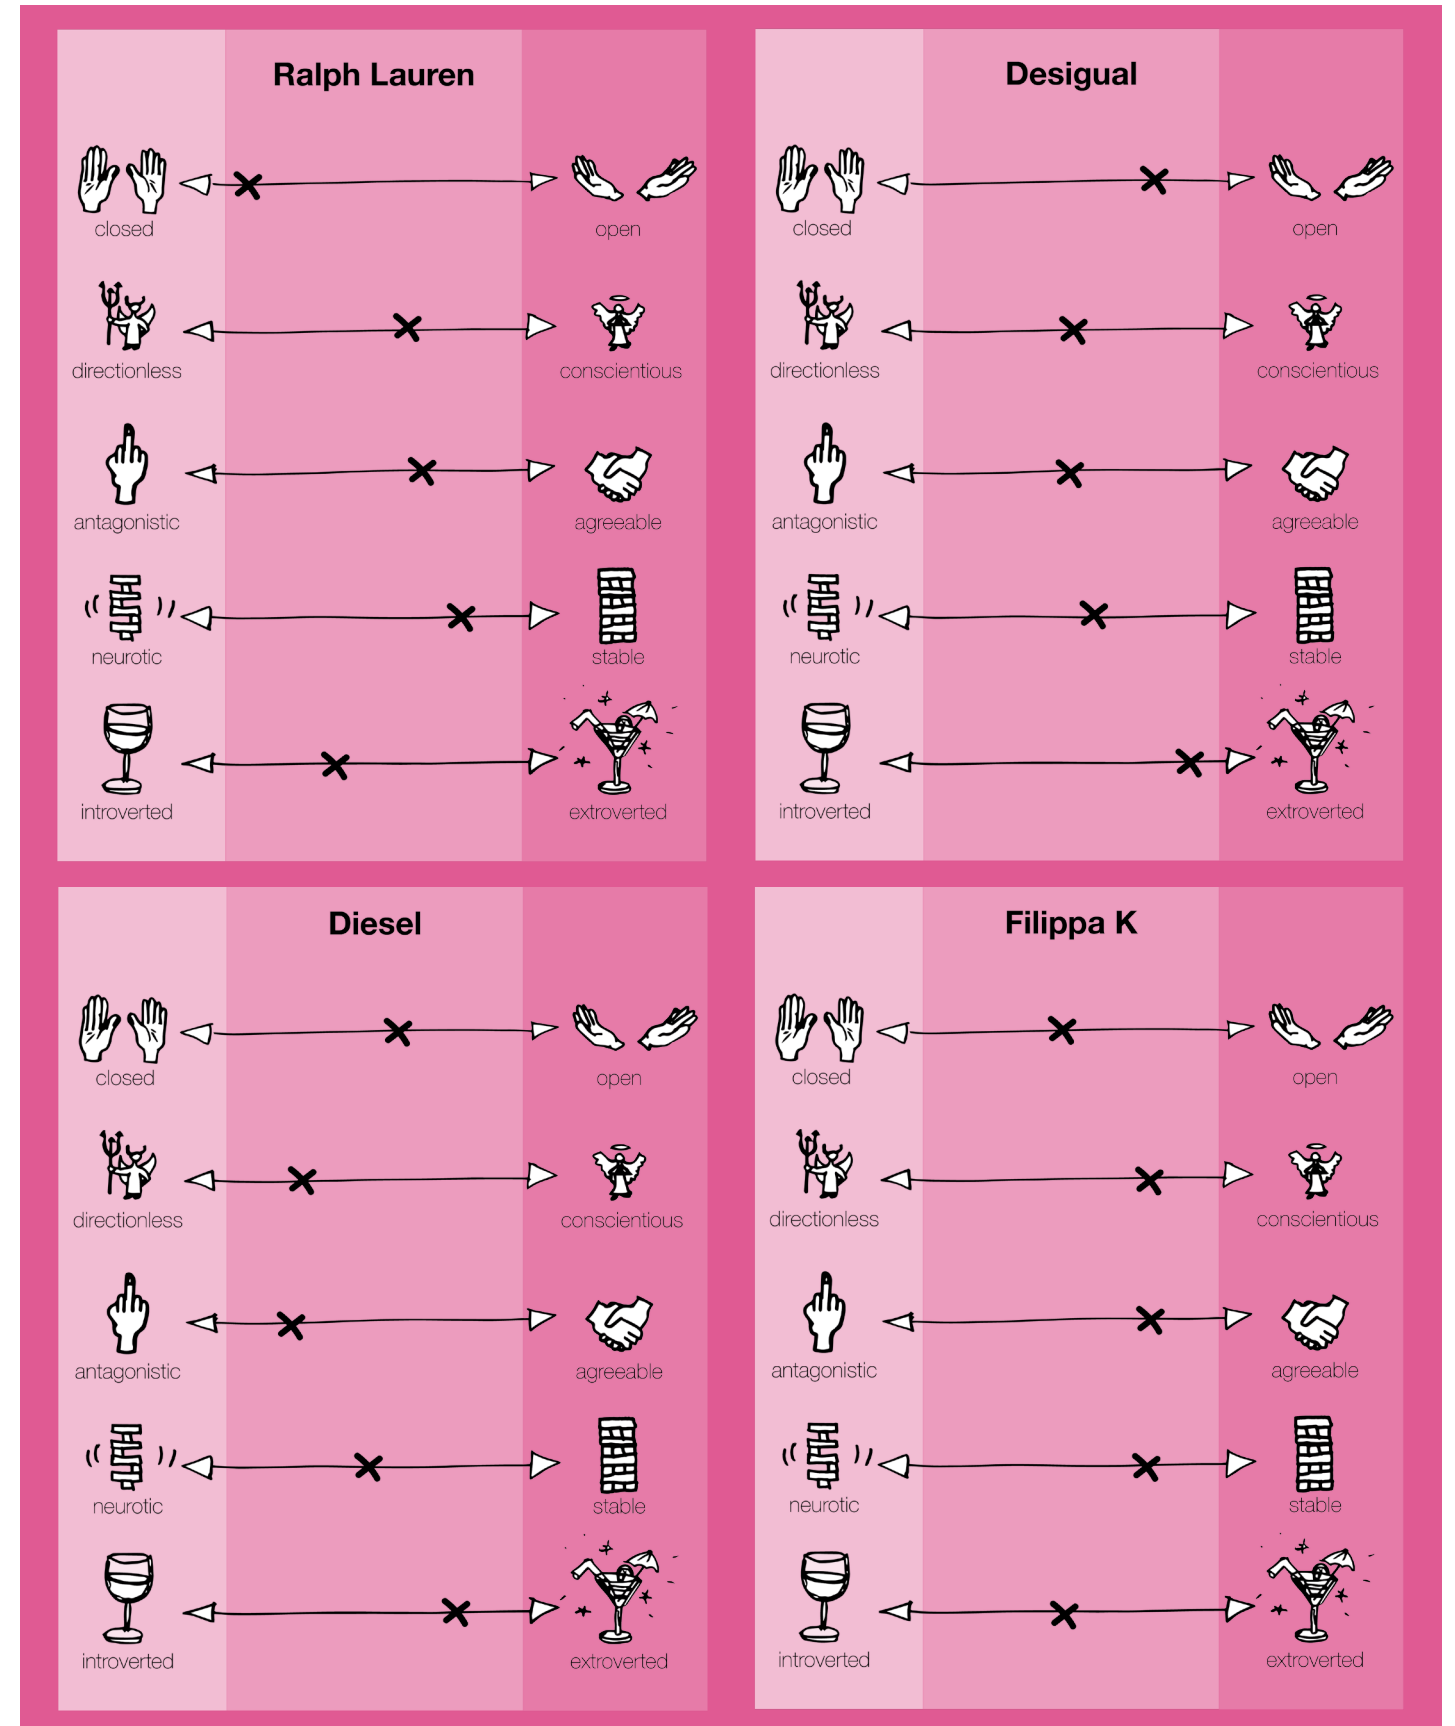 Ralph Lauren
closed
open
directionless
conscientious
antagonistic
agreeable
neurotic
stable
introverted
extroverted
Desigual
closed
open
directionless
conscientious
antagonistic
agreeable
neurotic
stable
introverted
extroverted
Diesel
closed
open
directionless
conscientious
antagonistic
agreeable
neurotic
stable
introverted
extroverted
Filippa K
closed
open
directionless
conscientious
antagonistic
agreeable
neurotic
stable
introverted
extroverted